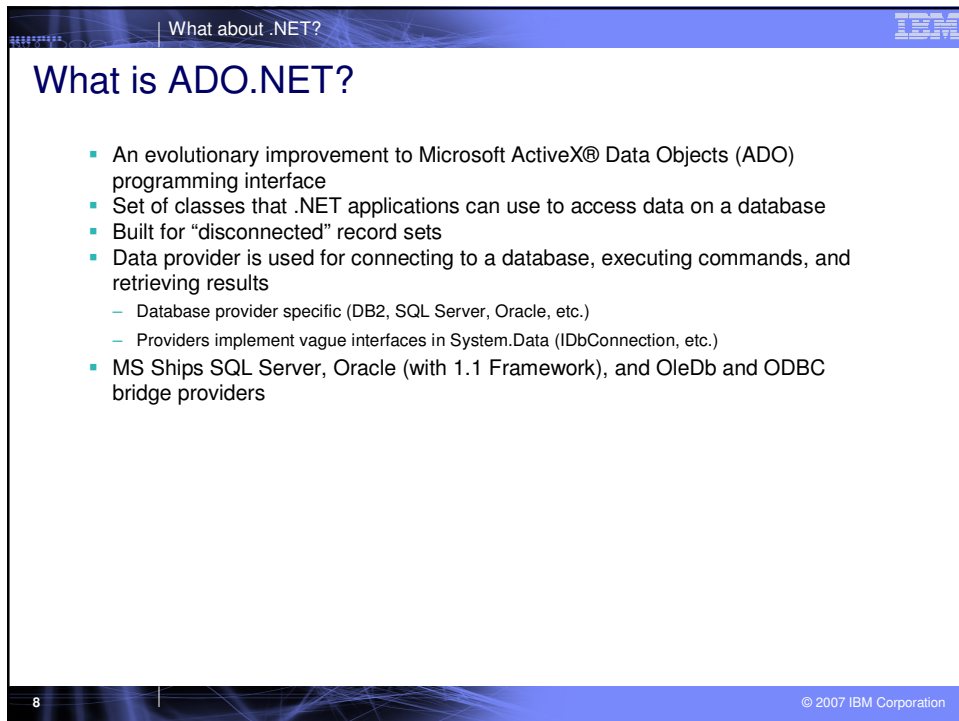 What about .NET?
IBM
What is ADO.NET?
▪ An evolutionary improvement to Microsoft ActiveX® Data Objects (ADO)
programming interface
▪ Set of classes that .NET applications can use to access data on a database
▪ Built for “disconnected” record sets
▪ Data provider is used for connecting to a database, executing commands, and
retrieving results
– Database provider specific (DB2, SQL Server, Oracle, etc.)
– Providers implement vague interfaces in System.Data (IDbConnection, etc.)
▪ MS Ships SQL Server, Oracle (with 1.1 Framework), and OleDb and ODBC
bridge providers
8
© 2007 IBM Corporation